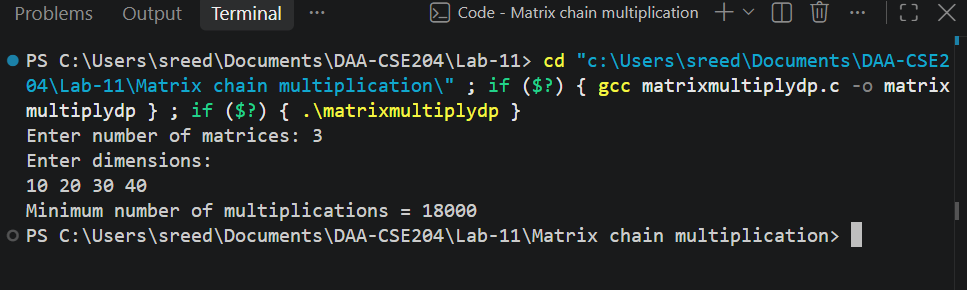 Problems Output Terminal ··· Code - Matrix chain multiplication ···
PS C:\Users\sreed\Documents\DAA-CSE204\Lab-11> cd "c:\Users\sreed\Documents\DAA-CSE2
04\Lab-11\Matrix chain multiplication\" ; if ($?) { gcc matrixmultiplydp.c -o matrix
multiplydp } ; if ($?) { .\matrixmultiplydp }
Enter number of matrices: 3
Enter dimensions:
10 20 30 40
Minimum number of multiplications = 18000
PS C:\Users\sreed\Documents\DAA-CSE204\Lab-11\Matrix chain multiplication>